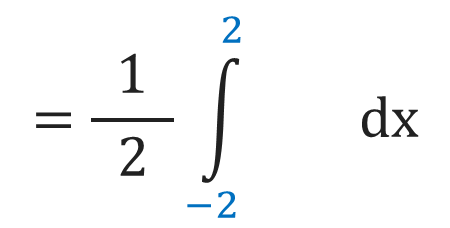 = 1/2 ∫_{-2}^{2} dx